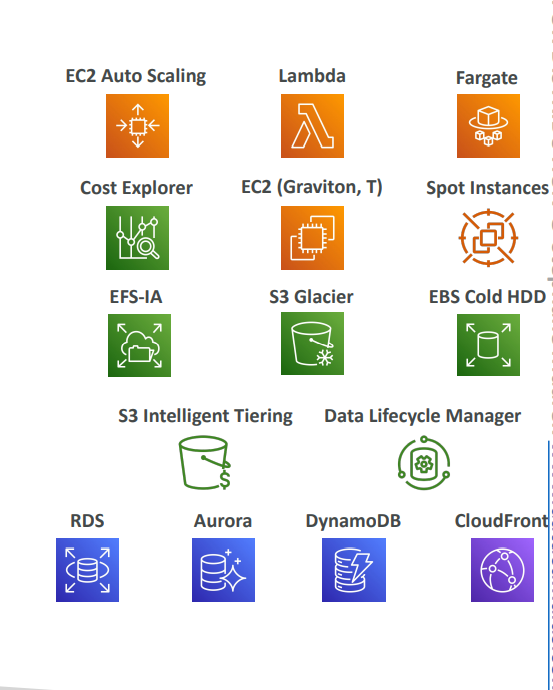 EC2 Auto Scaling Lambda Fargate
Cost Explorer EC2 (Graviton, T) Spot Instances
EFS-IA S3 Glacier EBS Cold HDD
S3 Intelligent Tiering Data Lifecycle Manager
RDS Aurora DynamoDB CloudFront